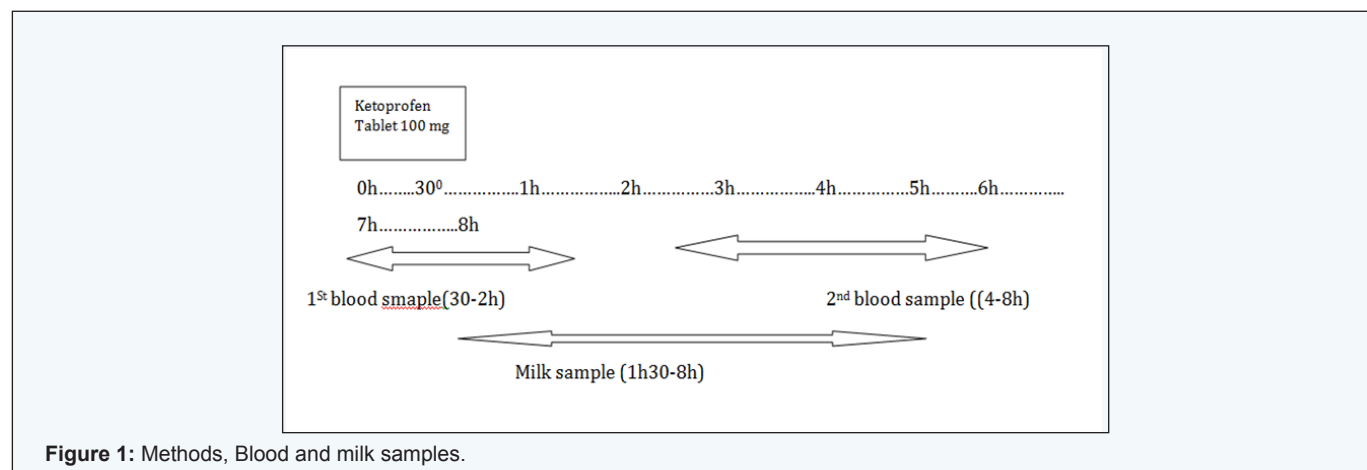 Ketoprofen
Tablet 100 mg
0h........30⁰................1h.................2h...............3h.................4h...............5h..........6h..............
7h.................8h
1St blood smaple(30-2h)
2nd blood sample ((4-8h)
Milk sample (1h30-8h)
Figure 1: Methods, Blood and milk samples.